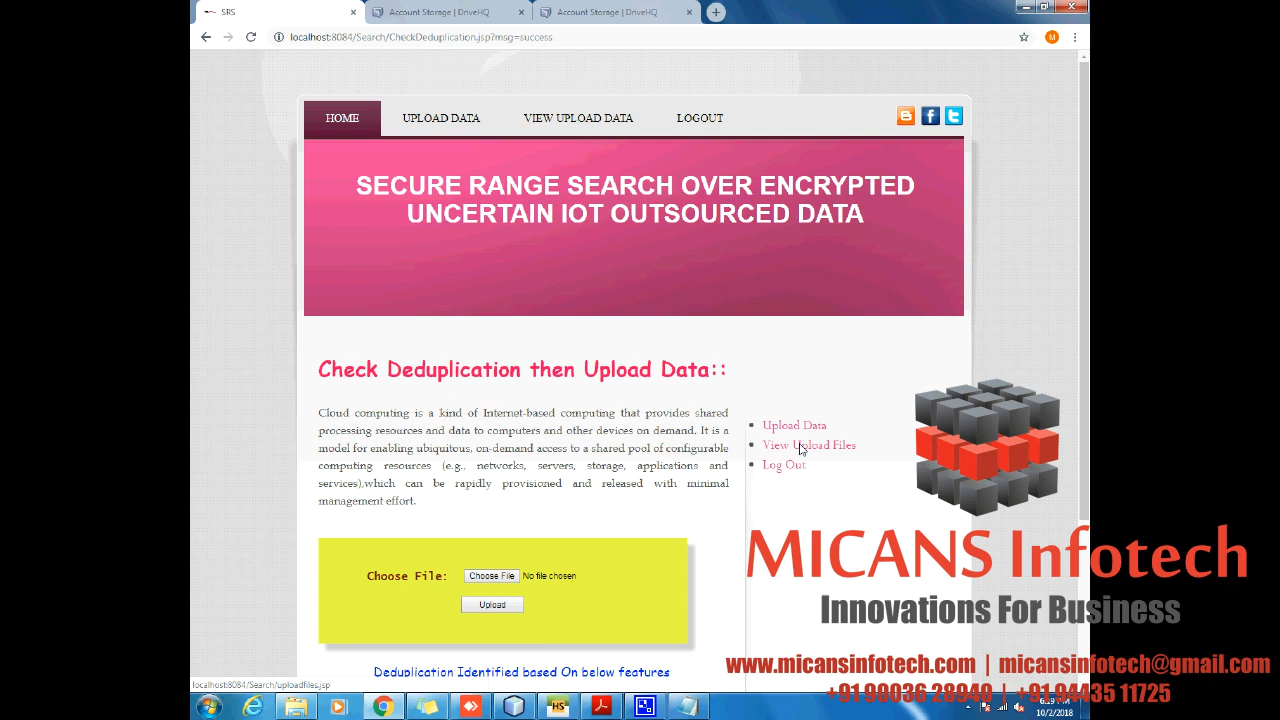 SRS
Account Storage | DriveHQ
Account Storage | DriveHQ
localhost:8084/Search/CheckDeduplication.jsp?msg=success
M
HOME
UPLOAD DATA
VIEW UPLOAD DATA
LOGOUT
SECURE RANGE SEARCH OVER ENCRYPTED
UNCERTAIN IOT OUTSOURCED DATA
Check Deduplication then Upload Data::
Cloud computing is a kind of Internet-based computing that provides shared
processing resources and data to computers and other devices on demand. It is a
model for enabling ubiquitous, on-demand access to a shared pool of configurable
computing resources (e.g., networks, servers, storage, applications and
services),which can be rapidly provisioned and released with minimal
management effort.
Upload Data
View Upload Files
Log Out
Choose File:
Choose File No file chosen
Upload
Deduplication Identified based On below features
MICANS Infotech
Innovations For Business
www.micansinfotech.com | micansinfotech@gmail.com
+91 90036 28940 | +91 94435 11725
localhost:8084/Search/uploadfiles.jsp
HS
6:29 PM
10/2/2018